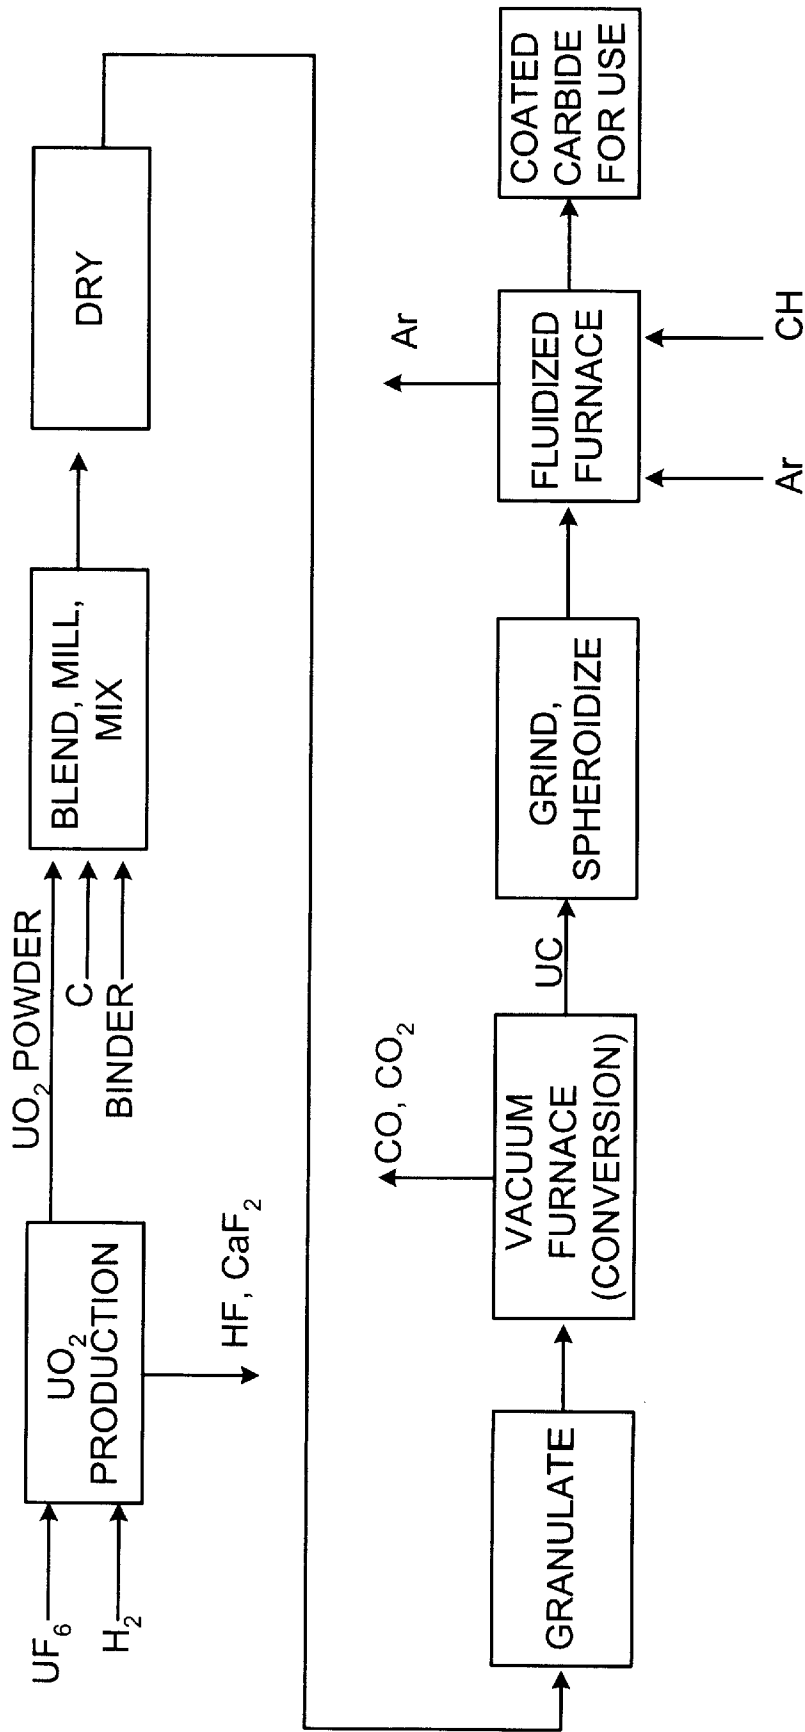 UF₆
H₂
UO₂
PRODUCTION
HF, CaF₂
UO₂ POWDER
C
BINDER
BLEND, MILL,
MIX
DRY
GRANULATE
VACUUM
FURNACE
(CONVERSION)
CO, CO₂
UC
GRIND,
SPHEROIDIZE
FLUIDIZED
FURNACE
Ar
Ar
CH
COATED
CARBIDE
FOR USE